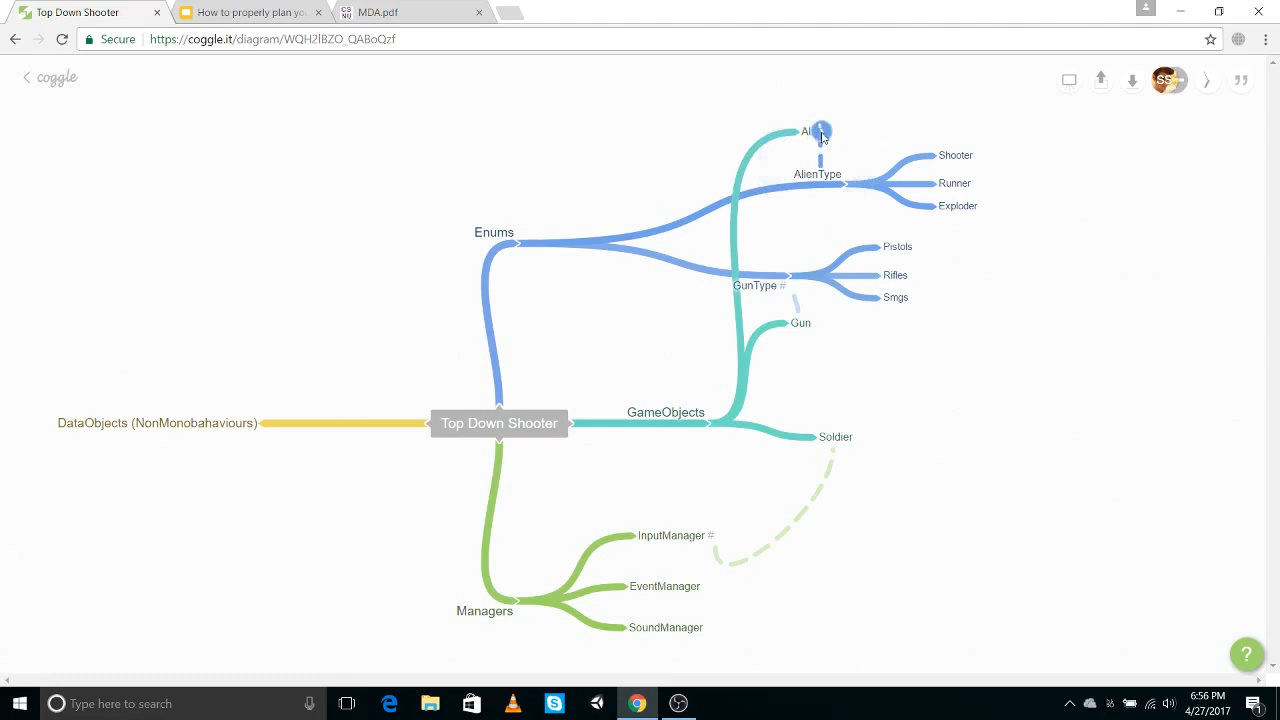 Top Down Shooter
How to properly plan yo
MDA.pdf
Secure
https://coggle.it/diagram/WQH2lBZO_QABoQzf
coggle
SS
Al
AlienType
Shooter
Runner
Exploder
Enums
Pistols
Rifles
Smgs
GunType #
Gun
GameObjects
DataObjects (NonMonobahaviours)
Top Down Shooter
Soldier
InputManager #
EventManager
SoundManager
Managers
?
Type here to search
6:56 PM
4/27/2017